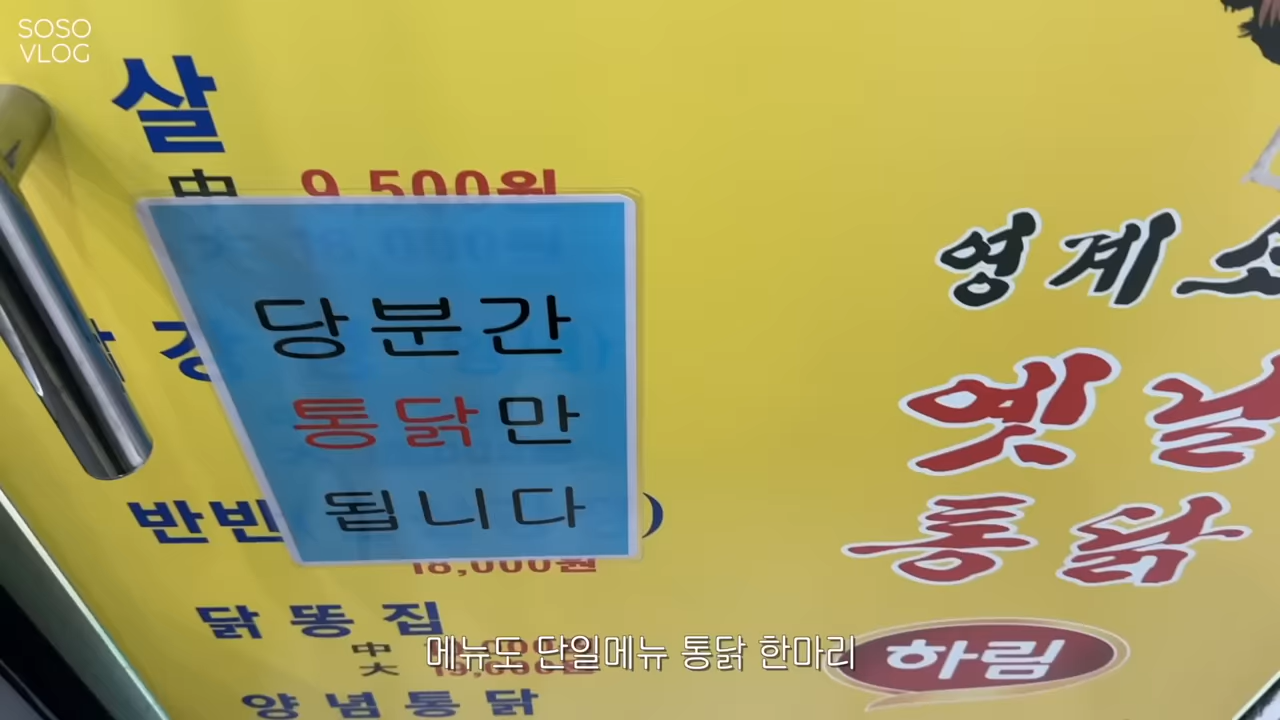 SOSO
VLOG
살
中 9,500원
당분간
통닭만
됩니다
반반
)
18,000원
닭똥집
中
大
양념통닭
영계
옛날
통닭
하림
메뉴도 단일메뉴 통닭 한마리